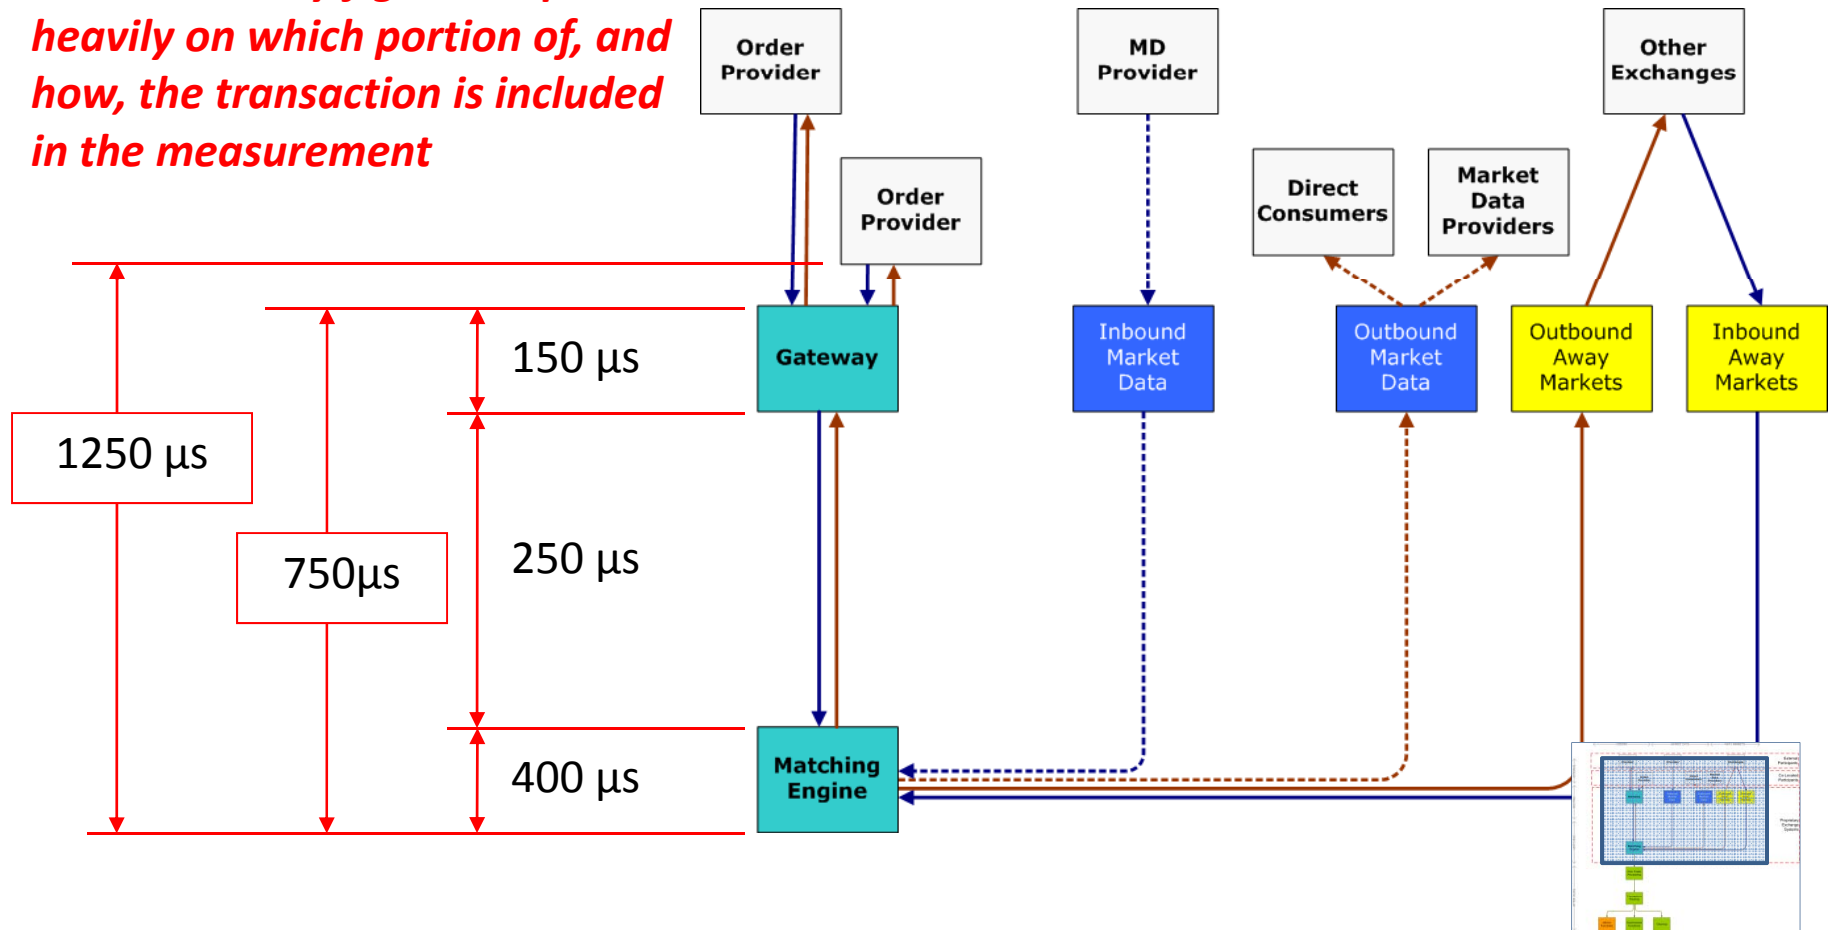 heavily on which portion of, and
how, the transaction is included
in the measurement
Order
Provider
MD
Provider
Other
Exchanges
Order
Provider
Direct
Consumers
Market
Data
Providers
150 µs
Gateway
Inbound
Market
Data
Outbound
Market
Data
Outbound
Away
Markets
Inbound
Away
Markets
1250 µs
250 µs
750µs
400 µs
Matching
Engine